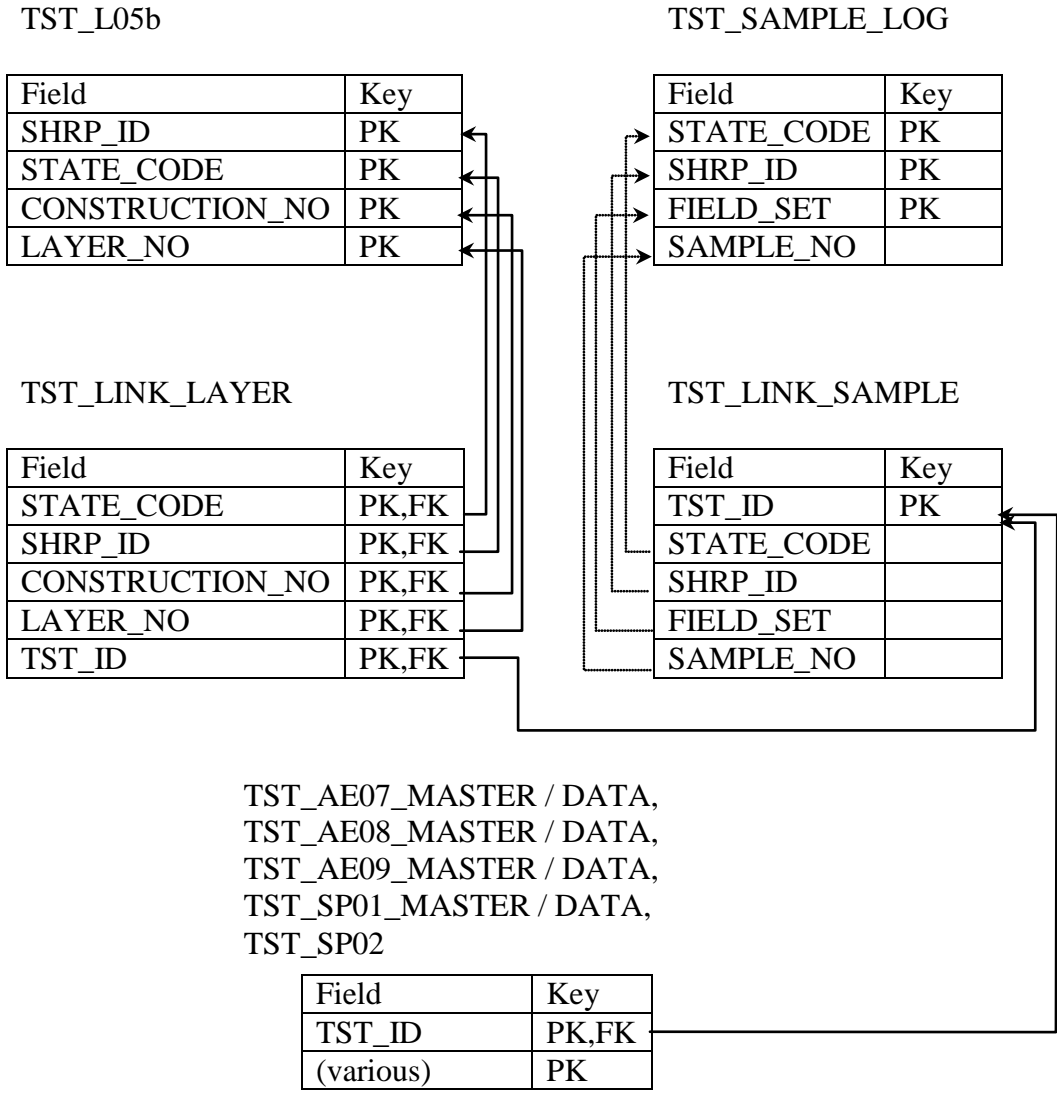 TST_L05b
Field Key
SHRP_ID PK
STATE_CODE PK
CONSTRUCTION_NO PK
LAYER_NO PK
TST_SAMPLE_LOG
Field Key
STATE_CODE PK
SHRP_ID PK
FIELD_SET PK
SAMPLE_NO
TST_LINK_LAYER
Field Key
STATE_CODE PK,FK
SHRP_ID PK,FK
CONSTRUCTION_NO PK,FK
LAYER_NO PK,FK
TST_ID PK,FK
TST_LINK_SAMPLE
Field Key
TST_ID PK
STATE_CODE
SHRP_ID
FIELD_SET
SAMPLE_NO
TST_AE07_MASTER / DATA,
TST_AE08_MASTER / DATA,
TST_AE09_MASTER / DATA,
TST_SP01_MASTER / DATA,
TST_SP02
Field Key
TST_ID PK,FK
(various) PK